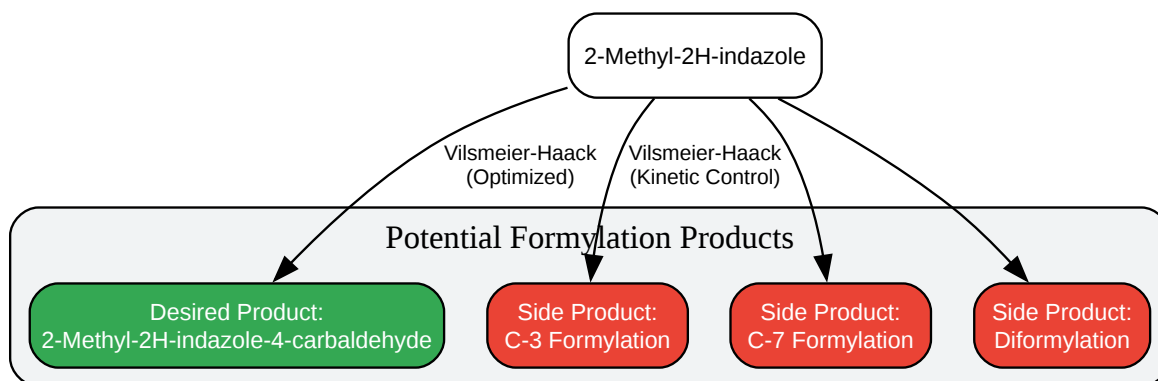 2-Methyl-2H-indazole
Vilsmeier-Haack
(Optimized)
Vilsmeier-Haack
(Kinetic Control)
Potential Formylation Products
Desired Product:
2-Methyl-2H-indazole-4-carbaldehyde
Side Product:
C-3 Formylation
Side Product:
C-7 Formylation
Side Product:
Diformylation